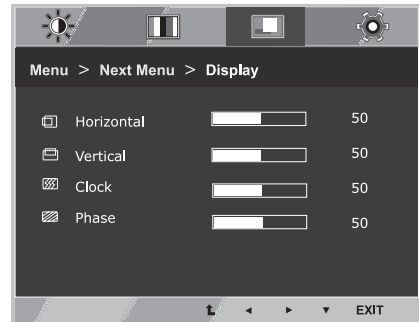 Menu > Next Menu > Display
Horizontal 50
Vertical 50
Clock 50
Phase 50
EXIT